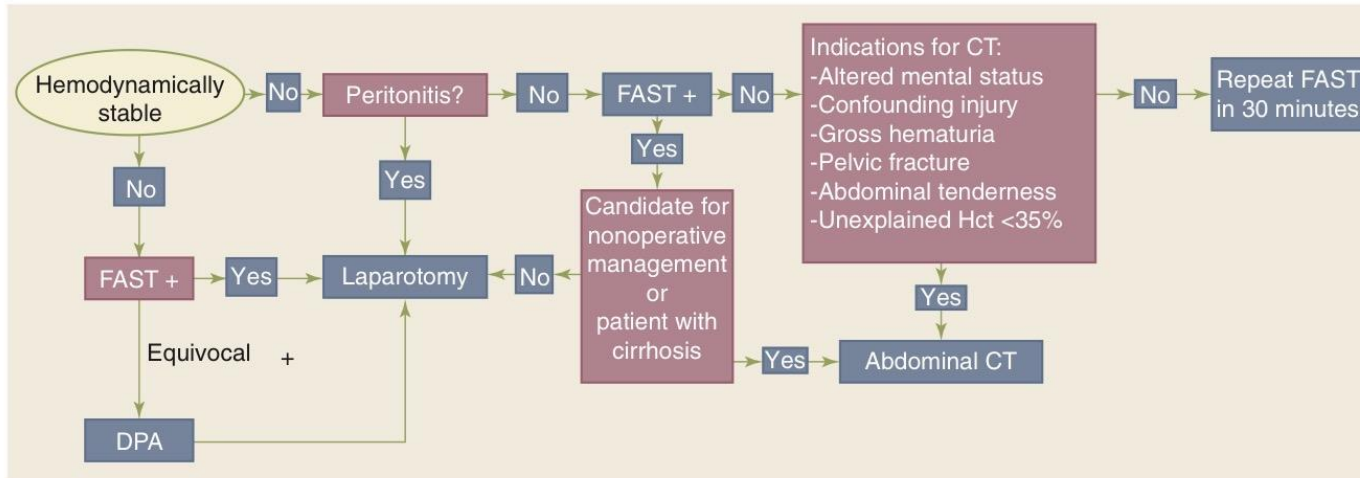 Hemodynamically
stable
No
Peritonitis?
No
FAST +
No
Indications for CT:
-Altered mental status
-Confounding injury
-Gross hematuria
-Pelvic fracture
-Abdominal tenderness
-Unexplained Hct <35%
No
Repeat FAST
in 30 minutes
No
Yes
Yes
Candidate for
nonoperative
management
or
patient with
cirrhosis
FAST +
Yes
Laparotomy
No
Yes
Equivocal +
Yes
Abdominal CT
DPA